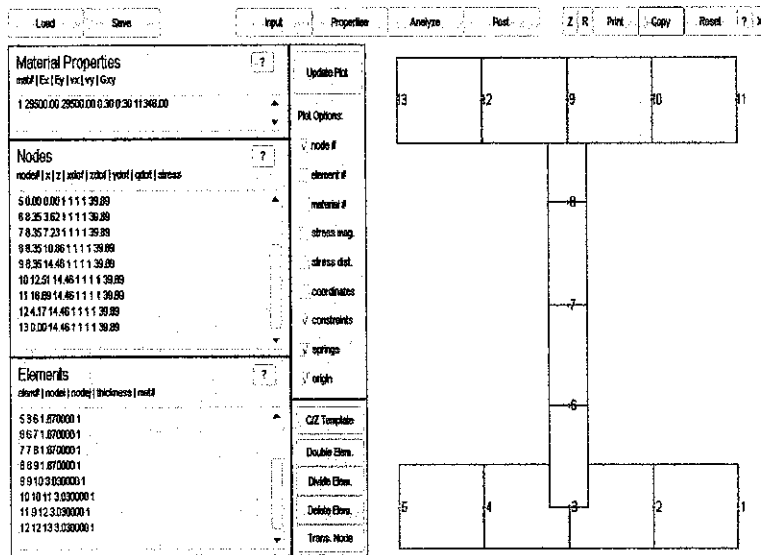 Load Save Input Properties Analyze Post Z R Print Copy Reset ? X
Material Properties ?
mat# | Ex | Ey | vx | vy | Gxy
1 29500.00 29500.00 0.30 0.30 11346.00
Nodes ?
node# | x | z | xdof | zdof | ydof | qdof | stress
5 0.00 0.00 1 1 1 1 39.89
6 8.35 3.62 1 1 1 1 39.89
7 8.35 7.23 1 1 1 1 39.89
8 8.35 10.86 1 1 1 1 39.89
9 8.35 14.46 1 1 1 1 39.89
10 12.51 14.46 1 1 1 1 39.89
11 16.69 14.46 1 1 1 1 39.89
12 4.17 14.46 1 1 1 1 39.89
13 0.00 14.46 1 1 1 1 39.89
Elements ?
elem# | nodei | nodej | thickness | mat#
5 3 6 1.870000 1
6 6 7 1.870000 1
7 7 8 1.870000 1
8 8 9 1.870000 1
9 9 10 3.030000 1
10 10 11 3.030000 1
11 9 12 3.030000 1
12 12 13 3.030000 1
Update Plot
Plot Options:
node #
element #
material #
stress mag.
stress dist.
coordinates
constraints
springs
origin
C/Z Template
Double Elem.
Divide Elem.
Delete Elem.
Trans. Node
13 12 9 10 11
8
7
6
5 4 3 2 1